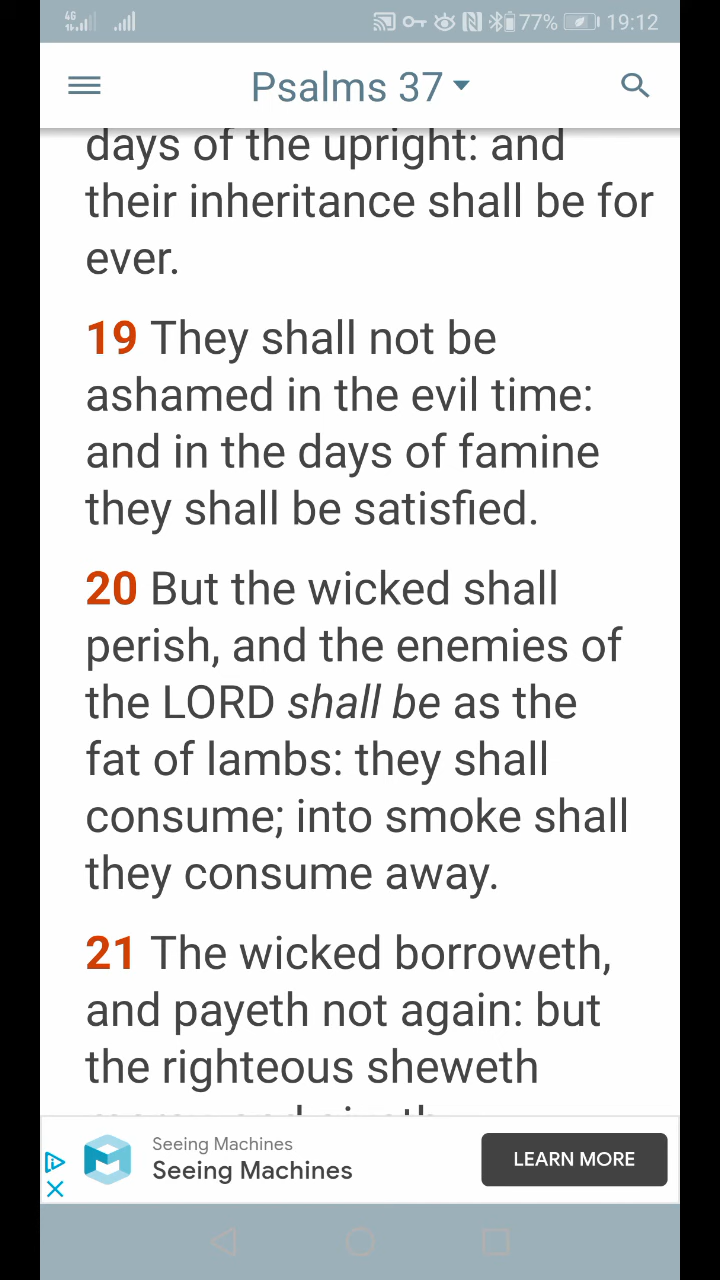 4G 77% 19:12
Psalms 37
days of the upright: and
their inheritance shall be for
ever.
19 They shall not be
ashamed in the evil time:
and in the days of famine
they shall be satisfied.
20 But the wicked shall
perish, and the enemies of
the LORD shall be as the
fat of lambs: they shall
consume; into smoke shall
they consume away.
21 The wicked borroweth,
and payeth not again: but
the righteous sheweth
Seeing Machines
Seeing Machines
LEARN MORE